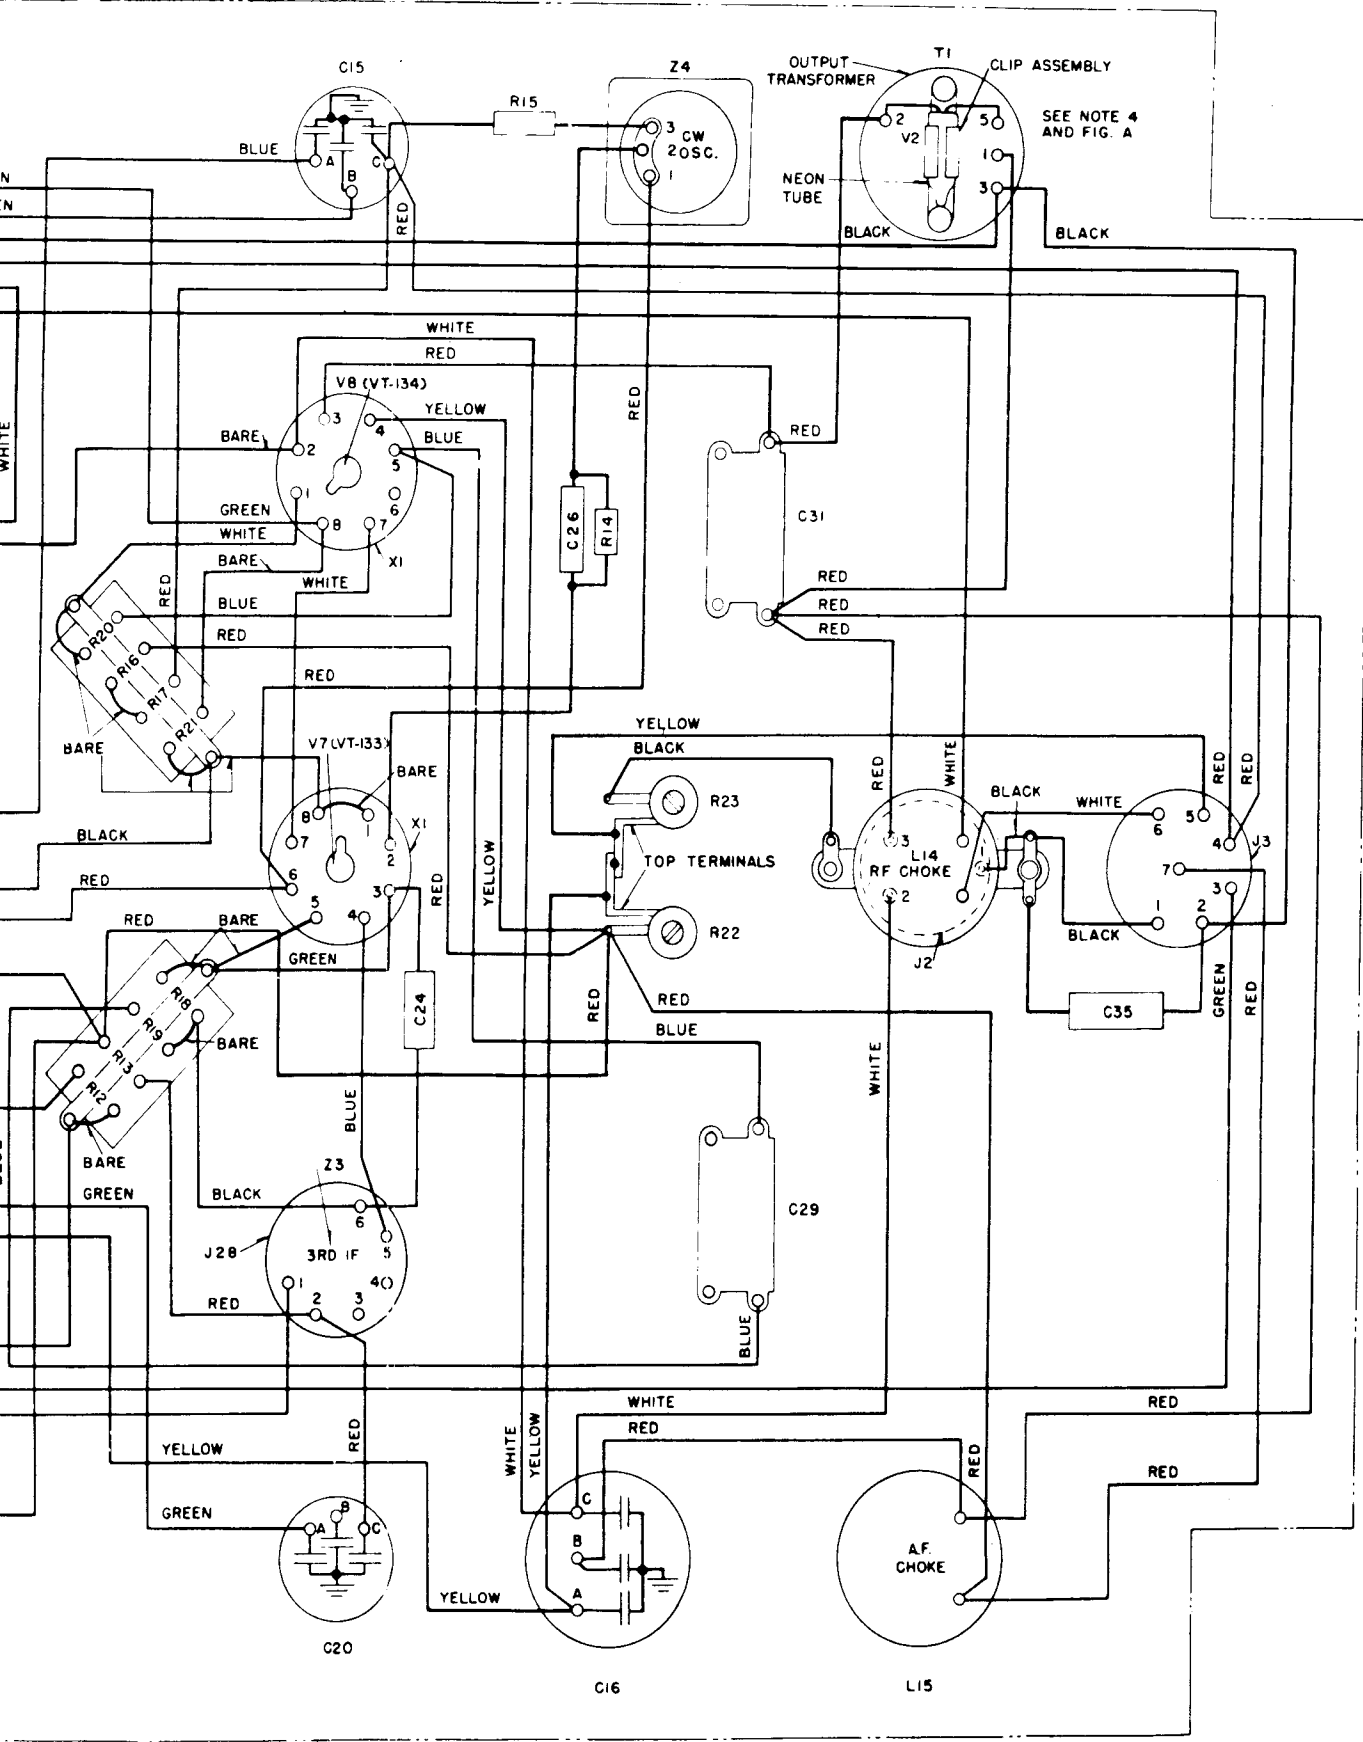 C15
Z4
T1
OUTPUT
TRANSFORMER
CLIP ASSEMBLY
R15
SEE NOTE 4
AND FIG. A
3
CW
2
OSC.
1
2
V2
5
1
3
BLUE
A
C
B
N
EN
NEON
TUBE
RED
BLACK
BLACK
WHITE
RED
V8 (VT-134)
3
4
YELLOW
RED
BARE
2
5
BLUE
RED
WHITE
1
6
GREEN
8
7
C26
R14
C31
WHITE
BARE
X1
WHITE
RED
BLUE
RED
RED
RED
RED
R20
R16
R17
R21
RED
BARE
V7 (VT-133)
YELLOW
BLACK
BARE
RED
WHITE
RED
RED
8
1
X1
R23
BLACK
WHITE
6
5
BLACK
7
2
TOP TERMINALS
3
L14
RF CHOKE
2
4
J3
7
3
RED
6
3
RED
YELLOW
5
4
RED
BARE
R22
1
2
BLACK
GREEN
J2
R18
R19
R13
R12
BARE
C24
RED
RED
BLUE
C35
GREEN
RED
BLUE
WHITE
BARE
Z3
GREEN
BLACK
6
C29
J28
3RD IF
5
1
4
2
3
RED
BLUE
WHITE
RED
RED
YELLOW
RED
WHITE
YELLOW
RED
RED
GREEN
B
A
C
C
B
A
A.F.
CHOKE
YELLOW
C20
C16
L15